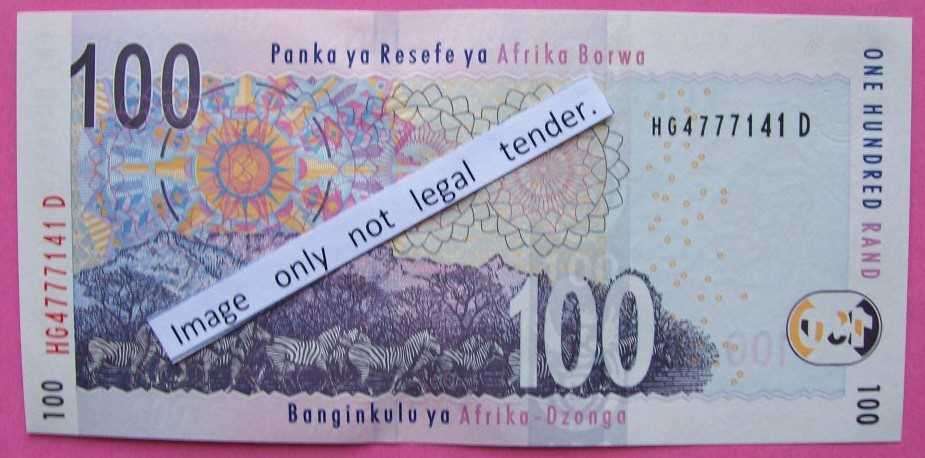 100
Panka ya Resefe ya Afrika Borwa
HG4777141 D
ONE HUNDRED RAND
Image only not legal tender.
HG4777141 D
100
100
100
100
Banginkulu ya Afrika-Dzonga